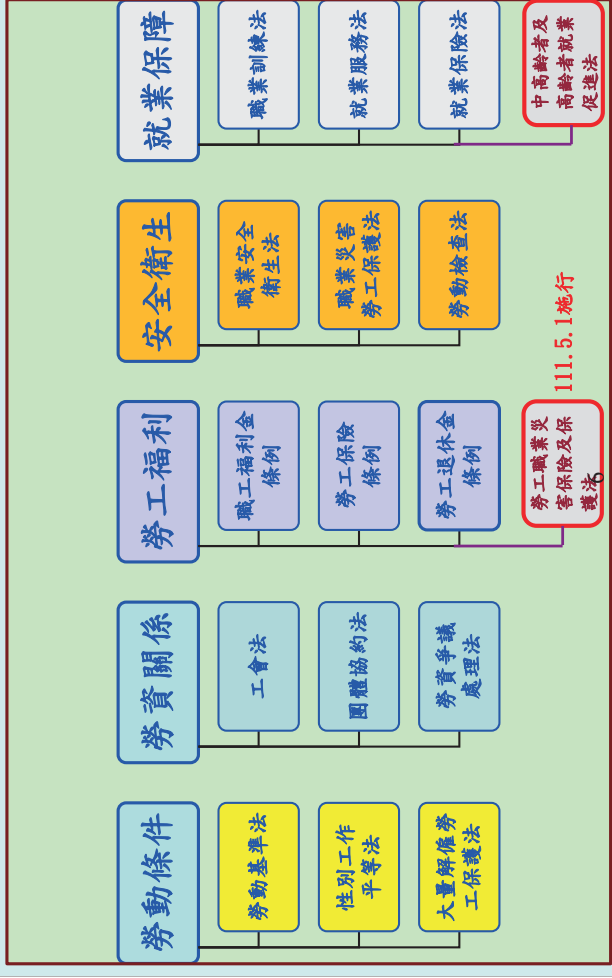 勞動條件
勞動基準法
性別工作
平等法
大量解僱勞
工保護法
勞資關係
工會法
團體協約法
勞資爭議
處理法
勞工福利
職工福利金
條例
勞工保險
條例
勞工退休金
條例
勞工職業災
害保險及保
護法
6
111.5.1施行
安全衛生
職業安全
衛生法
職業災害
勞工保護法
勞動檢查法
就業保障
職業訓練法
就業服務法
就業保險法
中高齡者及
高齡者就業
促進法